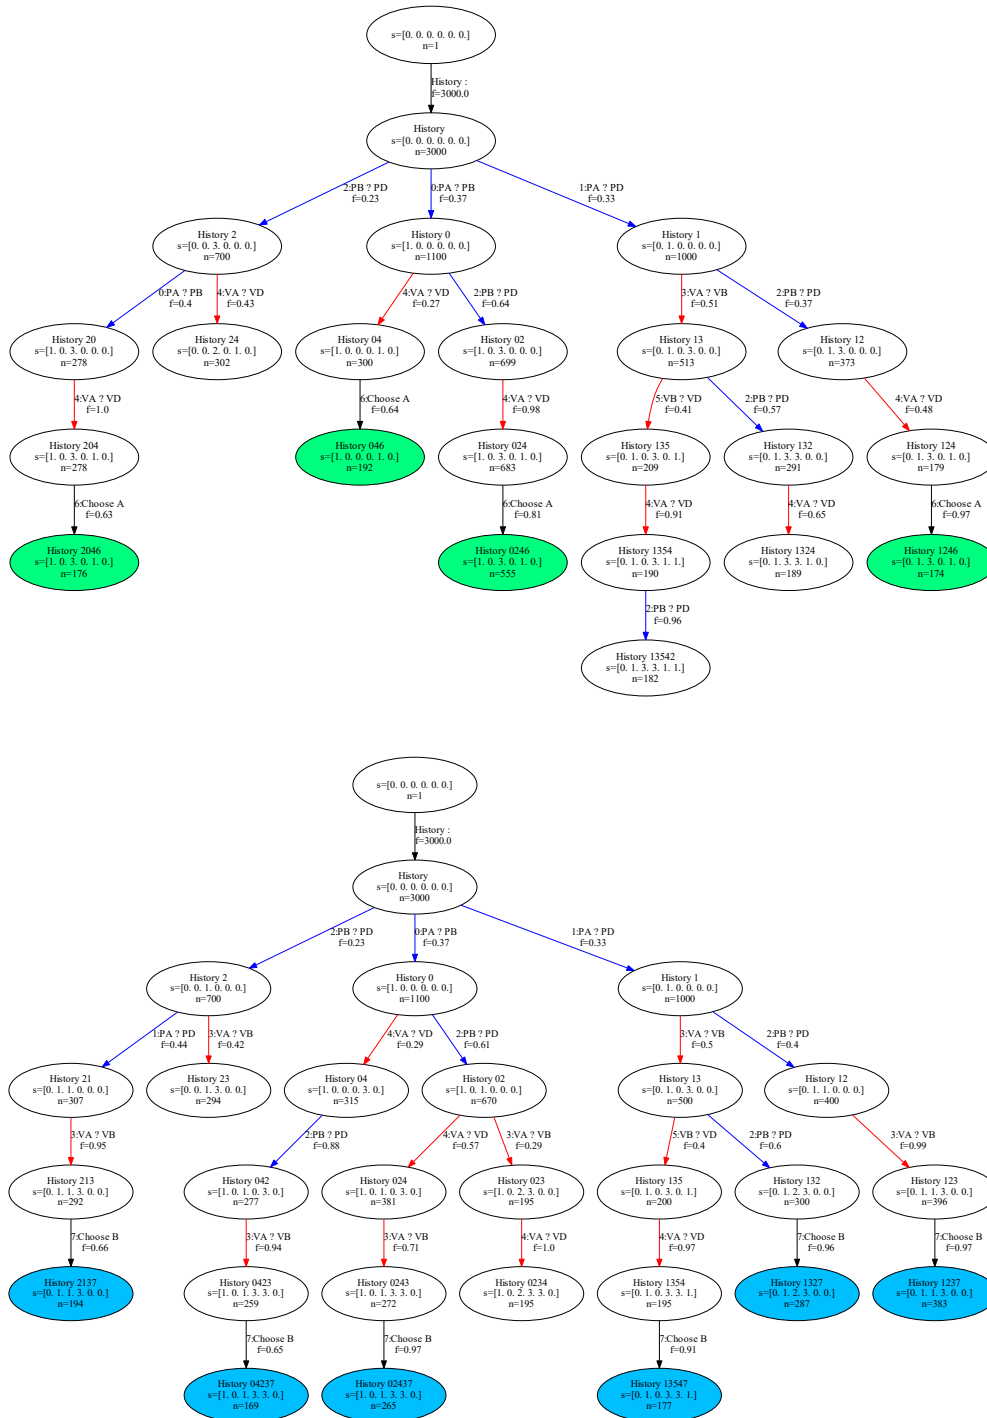 s=[0. 0. 0. 0. 0. 0.]
n=1
History :
f=3000.0
History
s=[0. 0. 0. 0. 0. 0.]
n=3000
2:PB ? PD
f=0.23
0:PA ? PB
f=0.37
1:PA ? PD
f=0.33
History 2
s=[0. 0. 3. 0. 0. 0.]
n=700
History 0
s=[1. 0. 0. 0. 0. 0.]
n=1100
History 1
s=[0. 1. 0. 0. 0. 0.]
n=1000
0:PA ? PB
f=0.4
4:VA ? VD
f=0.43
4:VA ? VD
f=0.27
2:PB ? PD
f=0.64
3:VA ? VB
f=0.51
2:PB ? PD
f=0.37
History 20
s=[1. 0. 3. 0. 0. 0.]
n=278
History 24
s=[0. 0. 2. 0. 1. 0.]
n=302
History 04
s=[1. 0. 0. 0. 1. 0.]
n=300
History 02
s=[1. 0. 3. 0. 0. 0.]
n=699
History 13
s=[0. 1. 0. 3. 0. 0.]
n=513
History 12
s=[0. 1. 3. 0. 0. 0.]
n=373
4:VA ? VD
f=1.0
6:Choose A
f=0.64
4:VA ? VD
f=0.98
5:VB ? VD
f=0.41
2:PB ? PD
f=0.57
4:VA ? VD
f=0.48
History 204
s=[1. 0. 3. 0. 1. 0.]
n=278
History 046
s=[1. 0. 0. 0. 1. 0.]
n=192
History 024
s=[1. 0. 3. 0. 1. 0.]
n=683
History 135
s=[0. 1. 0. 3. 0. 1.]
n=209
History 132
s=[0. 1. 3. 3. 0. 0.]
n=291
History 124
s=[0. 1. 3. 0. 1. 0.]
n=179
6:Choose A
f=0.63
6:Choose A
f=0.81
4:VA ? VD
f=0.91
4:VA ? VD
f=0.65
6:Choose A
f=0.97
History 2046
s=[1. 0. 3. 0. 1. 0.]
n=176
History 0246
s=[1. 0. 3. 0. 1. 0.]
n=555
History 1354
s=[0. 1. 0. 3. 1. 1.]
n=190
History 1324
s=[0. 1. 3. 3. 1. 0.]
n=189
History 1246
s=[0. 1. 3. 0. 1. 0.]
n=174
2:PB ? PD
f=0.96
History 13542
s=[0. 1. 3. 3. 1. 1.]
n=182
s=[0. 0. 0. 0. 0. 0.]
n=1
History :
f=3000.0
History
s=[0. 0. 0. 0. 0. 0.]
n=3000
2:PB ? PD
f=0.23
0:PA ? PB
f=0.37
1:PA ? PD
f=0.33
History 2
s=[0. 0. 1. 0. 0. 0.]
n=700
History 0
s=[1. 0. 0. 0. 0. 0.]
n=1100
History 1
s=[0. 1. 0. 0. 0. 0.]
n=1000
1:PA ? PD
f=0.44
3:VA ? VB
f=0.42
4:VA ? VD
f=0.29
2:PB ? PD
f=0.61
3:VA ? VB
f=0.5
2:PB ? PD
f=0.4
History 21
s=[0. 1. 1. 0. 0. 0.]
n=307
History 23
s=[0. 0. 1. 3. 0. 0.]
n=294
History 04
s=[1. 0. 0. 0. 3. 0.]
n=315
History 02
s=[1. 0. 1. 0. 0. 0.]
n=670
History 13
s=[0. 1. 0. 3. 0. 0.]
n=500
History 12
s=[0. 1. 1. 0. 0. 0.]
n=400
3:VA ? VB
f=0.95
2:PB ? PD
f=0.88
4:VA ? VD
f=0.57
3:VA ? VB
f=0.29
5:VB ? VD
f=0.4
2:PB ? PD
f=0.6
3:VA ? VB
f=0.99
History 213
s=[0. 1. 1. 3. 0. 0.]
n=292
History 042
s=[1. 0. 1. 0. 3. 0.]
n=277
History 024
s=[1. 0. 1. 0. 3. 0.]
n=381
History 023
s=[1. 0. 2. 3. 0. 0.]
n=195
History 135
s=[0. 1. 0. 3. 0. 1.]
n=200
History 132
s=[0. 1. 2. 3. 0. 0.]
n=300
History 123
s=[0. 1. 1. 3. 0. 0.]
n=396
7:Choose B
f=0.66
3:VA ? VB
f=0.94
3:VA ? VB
f=0.71
4:VA ? VD
f=1.0
4:VA ? VD
f=0.97
7:Choose B
f=0.96
7:Choose B
f=0.97
History 2137
s=[0. 1. 1. 3. 0. 0.]
n=194
History 0423
s=[1. 0. 1. 3. 3. 0.]
n=259
History 0243
s=[1. 0. 1. 3. 3. 0.]
n=272
History 0234
s=[1. 0. 2. 3. 3. 0.]
n=195
History 1354
s=[0. 1. 0. 3. 3. 1.]
n=195
History 1327
s=[0. 1. 2. 3. 0. 0.]
n=287
History 1237
s=[0. 1. 1. 3. 0. 0.]
n=383
7:Choose B
f=0.65
7:Choose B
f=0.97
7:Choose B
f=0.91
History 04237
s=[1. 0. 1. 3. 3. 0.]
n=169
History 02437
s=[1. 0. 1. 3. 3. 0.]
n=265
History 13547
s=[0. 1. 0. 3. 3. 1.]
n=177